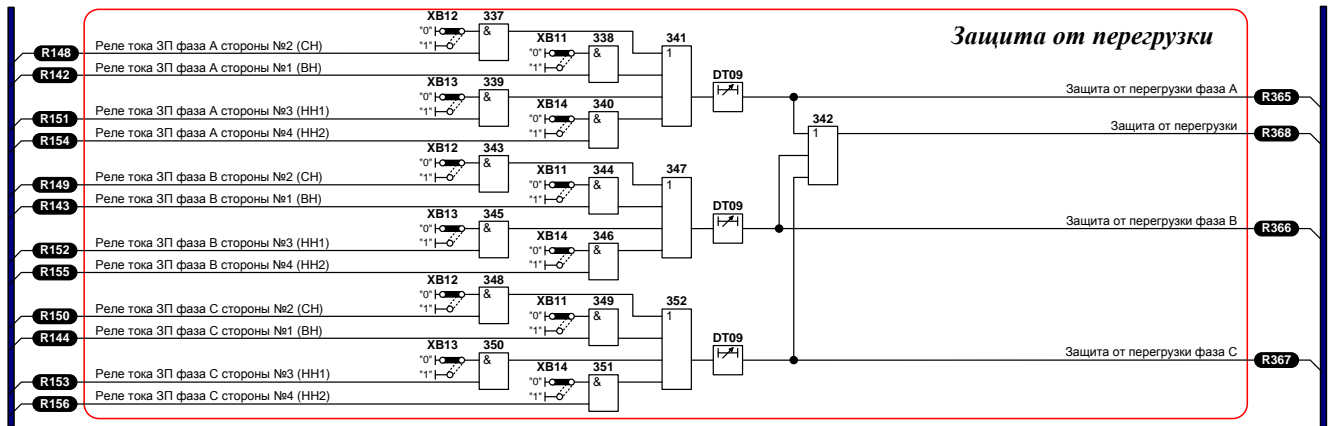 Защита от перегрузки
XB12 337
"0" &
"1"
R148 Реле тока ЗП фаза А стороны №2 (СН)
XB11 338 341
"0" & 1
"1"
R142 Реле тока ЗП фаза А стороны №1 (ВН)
XB13 339
"0" &
"1"
DT09
Защита от перегрузки фаза А R365
R151 Реле тока ЗП фаза А стороны №3 (НН1)
XB14 340
"0" &
"1"
342
1
Защита от перегрузки R368
R154 Реле тока ЗП фаза А стороны №4 (НН2)
XB12 343
"0" &
"1"
R149 Реле тока ЗП фаза В стороны №2 (СН)
XB11 344 347
"0" & 1
"1"
R143 Реле тока ЗП фаза В стороны №1 (ВН)
XB13 345
"0" &
"1"
DT09
Защита от перегрузки фаза В R366
R152 Реле тока ЗП фаза В стороны №3 (НН1)
XB14 346
"0" &
"1"
R155 Реле тока ЗП фаза В стороны №4 (НН2)
XB12 348
"0" &
"1"
R150 Реле тока ЗП фаза С стороны №2 (СН)
XB11 349 352
"0" & 1
"1"
R144 Реле тока ЗП фаза С стороны №1 (ВН)
XB13 350
"0" &
"1"
DT09
Защита от перегрузки фаза С R367
R153 Реле тока ЗП фаза С стороны №3 (НН1)
XB14 351
"0" &
"1"
R156 Реле тока ЗП фаза С стороны №4 (НН2)